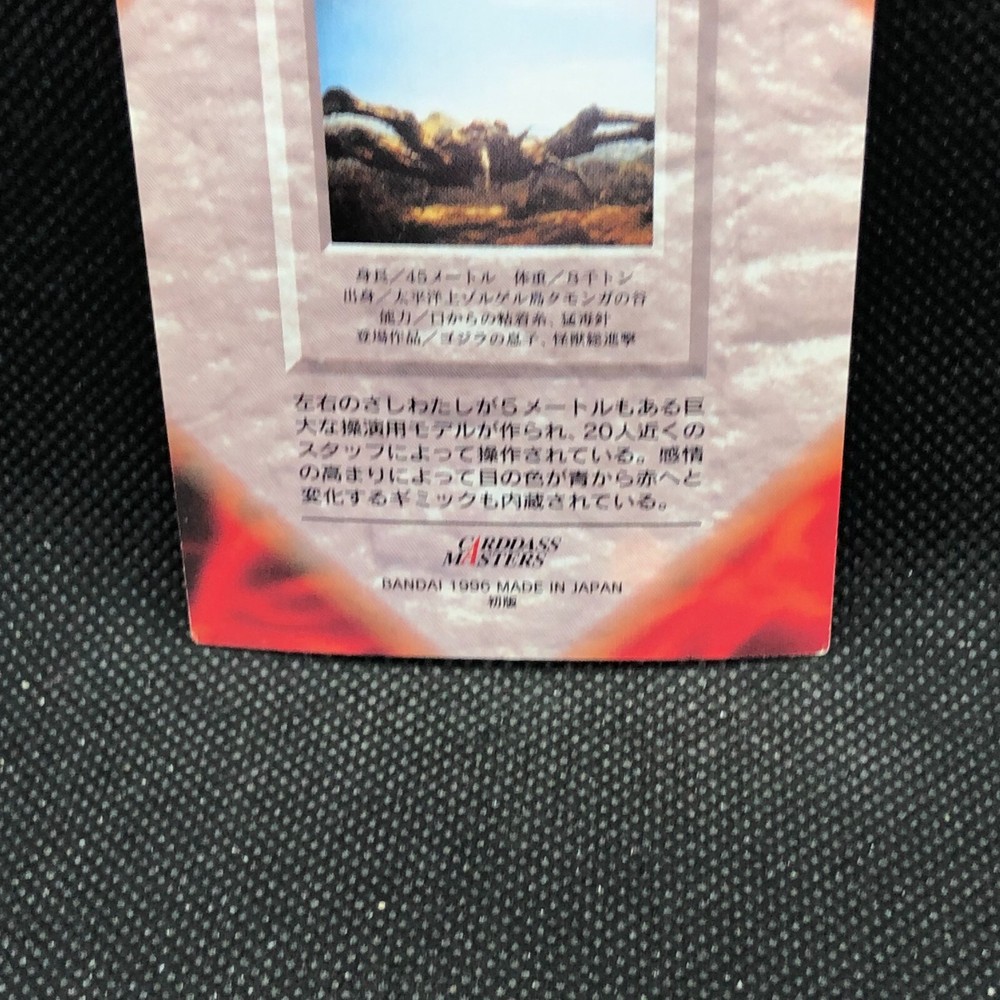 身長／45メートル　体重／8千トン
出身／太平洋上ゾルゲル島クモンガの谷
能力／口からの粘着糸、猛毒針
登場作品／ゴジラの息子、怪獣総進撃
左右のさしわたしが5メートルもある巨
大な操演用モデルが作られ、20人近くの
スタッフによって操作されている。感情
の高まりによって目の色が青から赤へと
変化するギミックも内蔵されている。
CARDDASS
MASTERS
BANDAI 1996 MADE IN JAPAN
初版